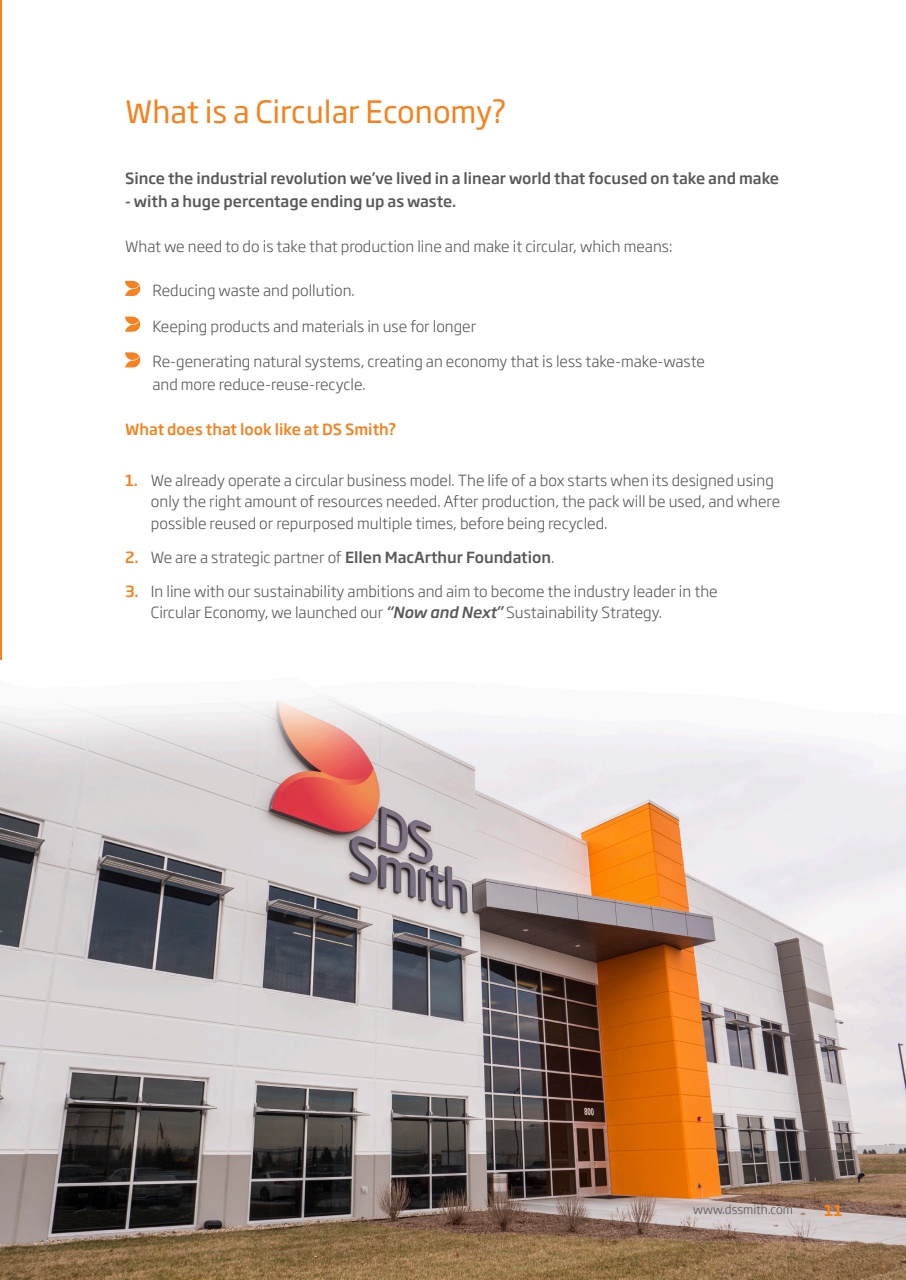 What is a Circular Economy?
Since the industrial revolution we've lived in a linear world that focused on take and make
- with a huge percentage ending up as waste.
What we need to do is take that production line and make it circular, which means:
Reducing waste and pollution.
Keeping products and materials in use for longer
Re-generating natural systems, creating an economy that is less take-make-waste
and more reduce-reuse-recycle.
What does that look like at DS Smith?
1. We already operate a circular business model. The life of a box starts when its designed using
only the right amount of resources needed. After production, the pack will be used, and where
possible reused or repurposed multiple times, before being recycled.
2. We are a strategic partner of Ellen MacArthur Foundation.
3. In line with our sustainability ambitions and aim to become the industry leader in the
Circular Economy, we launched our “Now and Next” Sustainability Strategy.
DS
Smith
800
www.dssmith.com 11